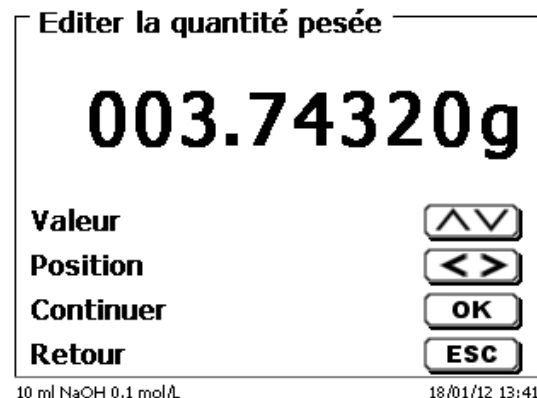 Editer la quantité pesée
003.74320g
Valeur ∧∨
Position < >
Continuer OK
Retour ESC
10 ml NaOH 0.1 mol/L 18/01/12 13:41